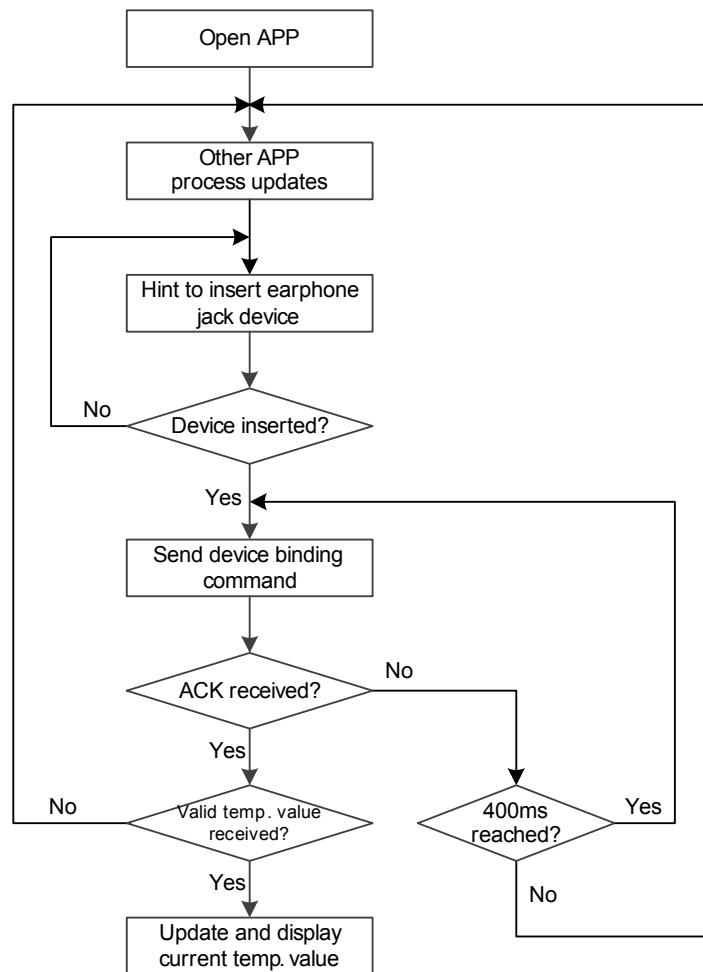 Open APP
Other APP
process updates
Hint to insert earphone
jack device
No
Device inserted?
Yes
Send device binding
command
ACK received?
No
Yes
No
Valid temp. value
received?
400ms
reached?
Yes
Yes
No
Update and display
current temp. value